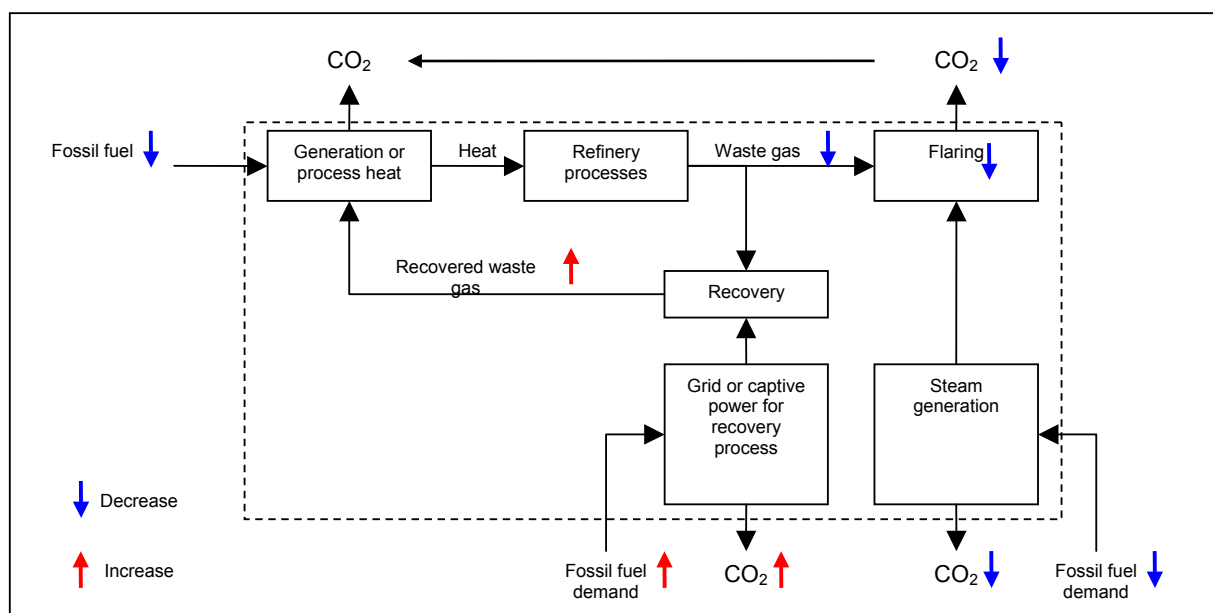 CO₂
CO₂
Fossil fuel
Generation or
process heat
Heat
Refinery
processes
Waste gas
Flaring
Recovered waste
gas
Recovery
Grid or captive
power for
recovery
process
Steam
generation
Decrease
Increase
Fossil fuel
demand
CO₂
CO₂
Fossil fuel
demand